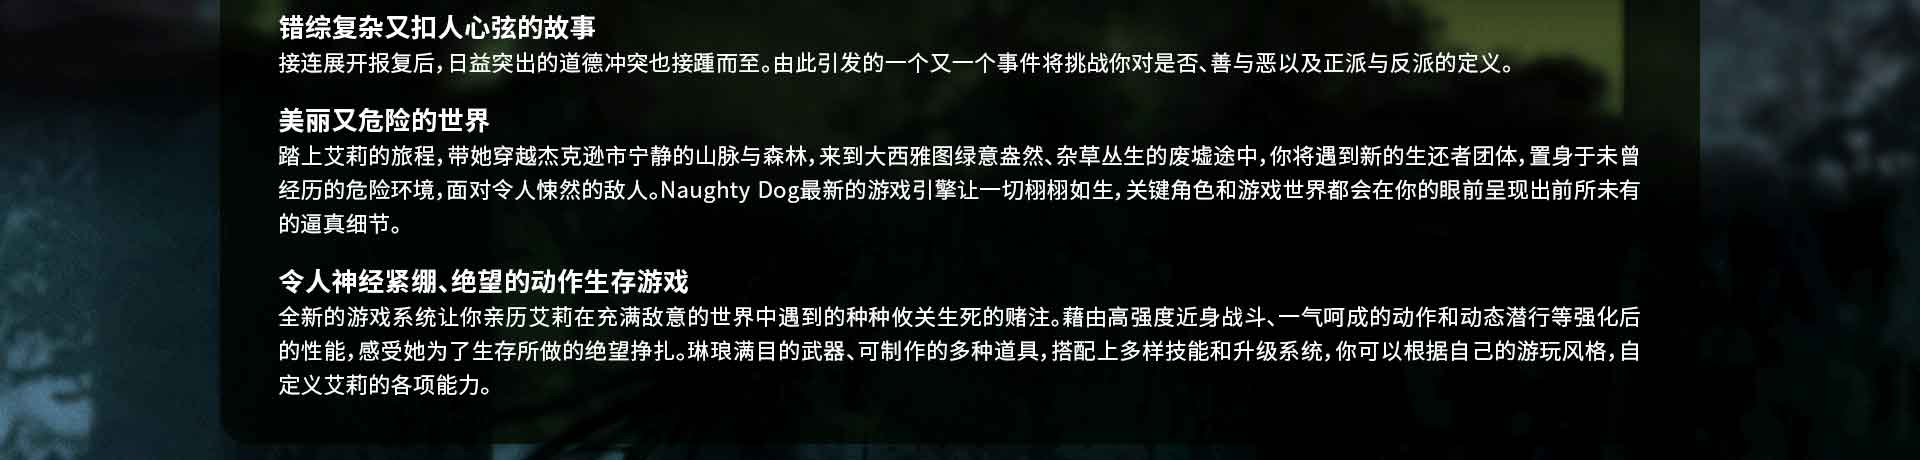 错综复杂又扣人心弦的故事
接连展开报复后，日益突出的道德冲突也接踵而至。由此引发的一个又一个事件将挑战你对是否、善与恶以及正派与反派的定义。
美丽又危险的世界
踏上艾莉的旅程，带她穿越杰克逊市宁静的山脉与森林，来到大西雅图绿意盎然、杂草丛生的废墟途中，你将遇到新的生还者团体，置身于未曾
经历的危险环境，面对令人悚然的敌人。Naughty Dog最新的游戏引擎让一切栩栩如生，关键角色和游戏世界都会在你的眼前呈现出前所未有
的逼真细节。
令人神经紧绷、绝望的动作生存游戏
全新的游戏系统让你亲历艾莉在充满敌意的世界中遇到的种种攸关生死的赌注。藉由高强度近身战斗、一气呵成的动作和动态潜行等强化后
的性能，感受她为了生存所做的绝望挣扎。琳琅满目的武器、可制作的多种道具，搭配上多样技能和升级系统，你可以根据自己的游玩风格，自
定义艾莉的各项能力。